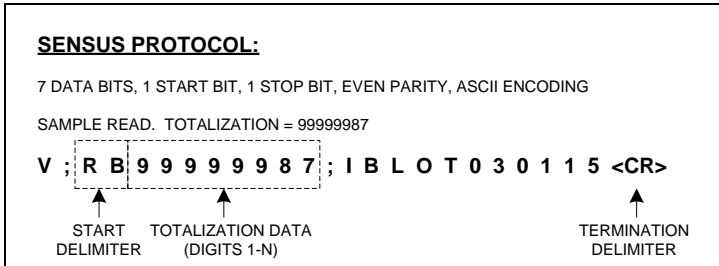 SENSUS PROTOCOL:
7 DATA BITS, 1 START BIT, 1 STOP BIT, EVEN PARITY, ASCII ENCODING
SAMPLE READ.  TOTALIZATION = 99999987
V ; R B 9 9 9 9 9 9 8 7 ; I B L O T 0 3 0 1 1 5 <CR>
START DELIMITER
TOTALIZATION DATA (DIGITS 1-N)
TERMINATION DELIMITER